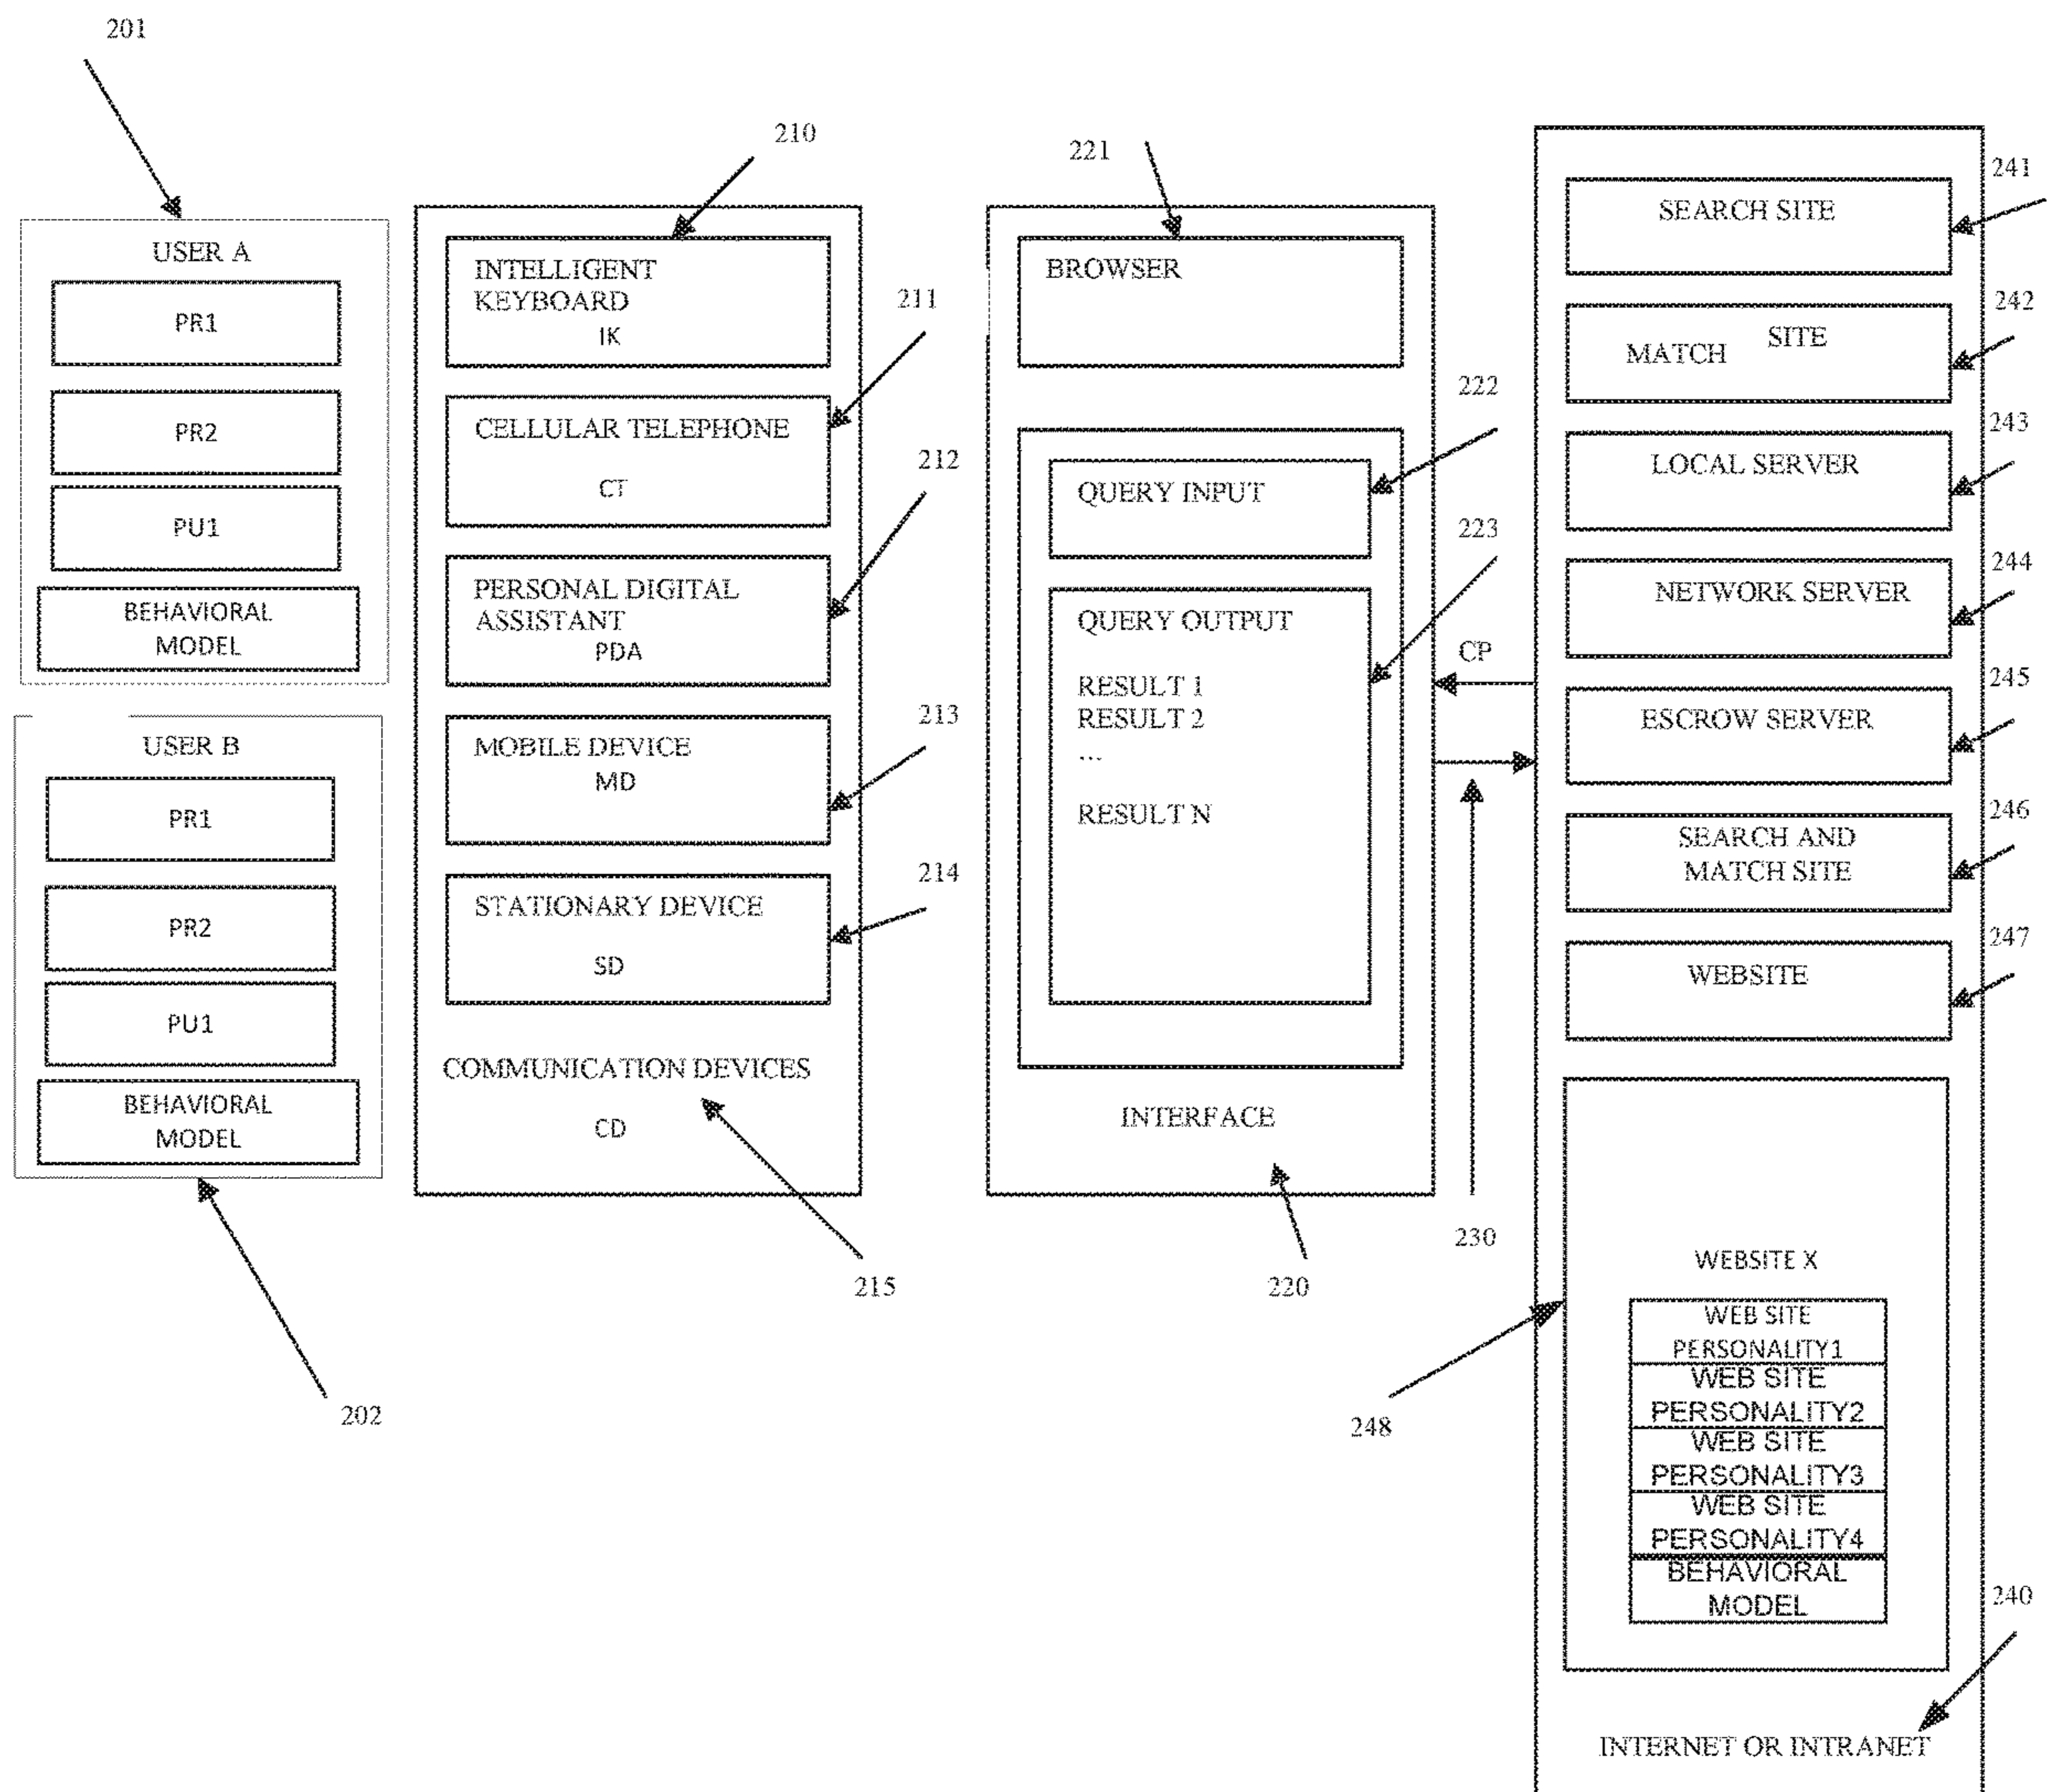 201
USER A
PR1
PR2
PU1
BEHAVIORAL
MODEL
USER B
PR1
PR2
PU1
BEHAVIORAL
MODEL
202
210
INTELLIGENT
KEYBOARD
IK
211
CELLULAR TELEPHONE
CT
212
PERSONAL DIGITAL
ASSISTANT
PDA
213
MOBILE DEVICE
MD
214
STATIONARY DEVICE
SD
COMMUNICATION DEVICES
CD
215
221
BROWSER
222
QUERY INPUT
223
QUERY OUTPUT
RESULT 1
RESULT 2
...
RESULT N
INTERFACE
220
CP
230
241
SEARCH SITE
242
MATCH SITE
243
LOCAL SERVER
244
NETWORK SERVER
245
ESCROW SERVER
246
SEARCH AND
MATCH SITE
247
WEBSITE
248
WEBSITE X
WEB SITE
PERSONALITY1
WEB SITE
PERSONALITY2
WEB SITE
PERSONALITY3
WEB SITE
PERSONALITY4
BEHAVIORAL
MODEL
240
INTERNET OR INTRANET